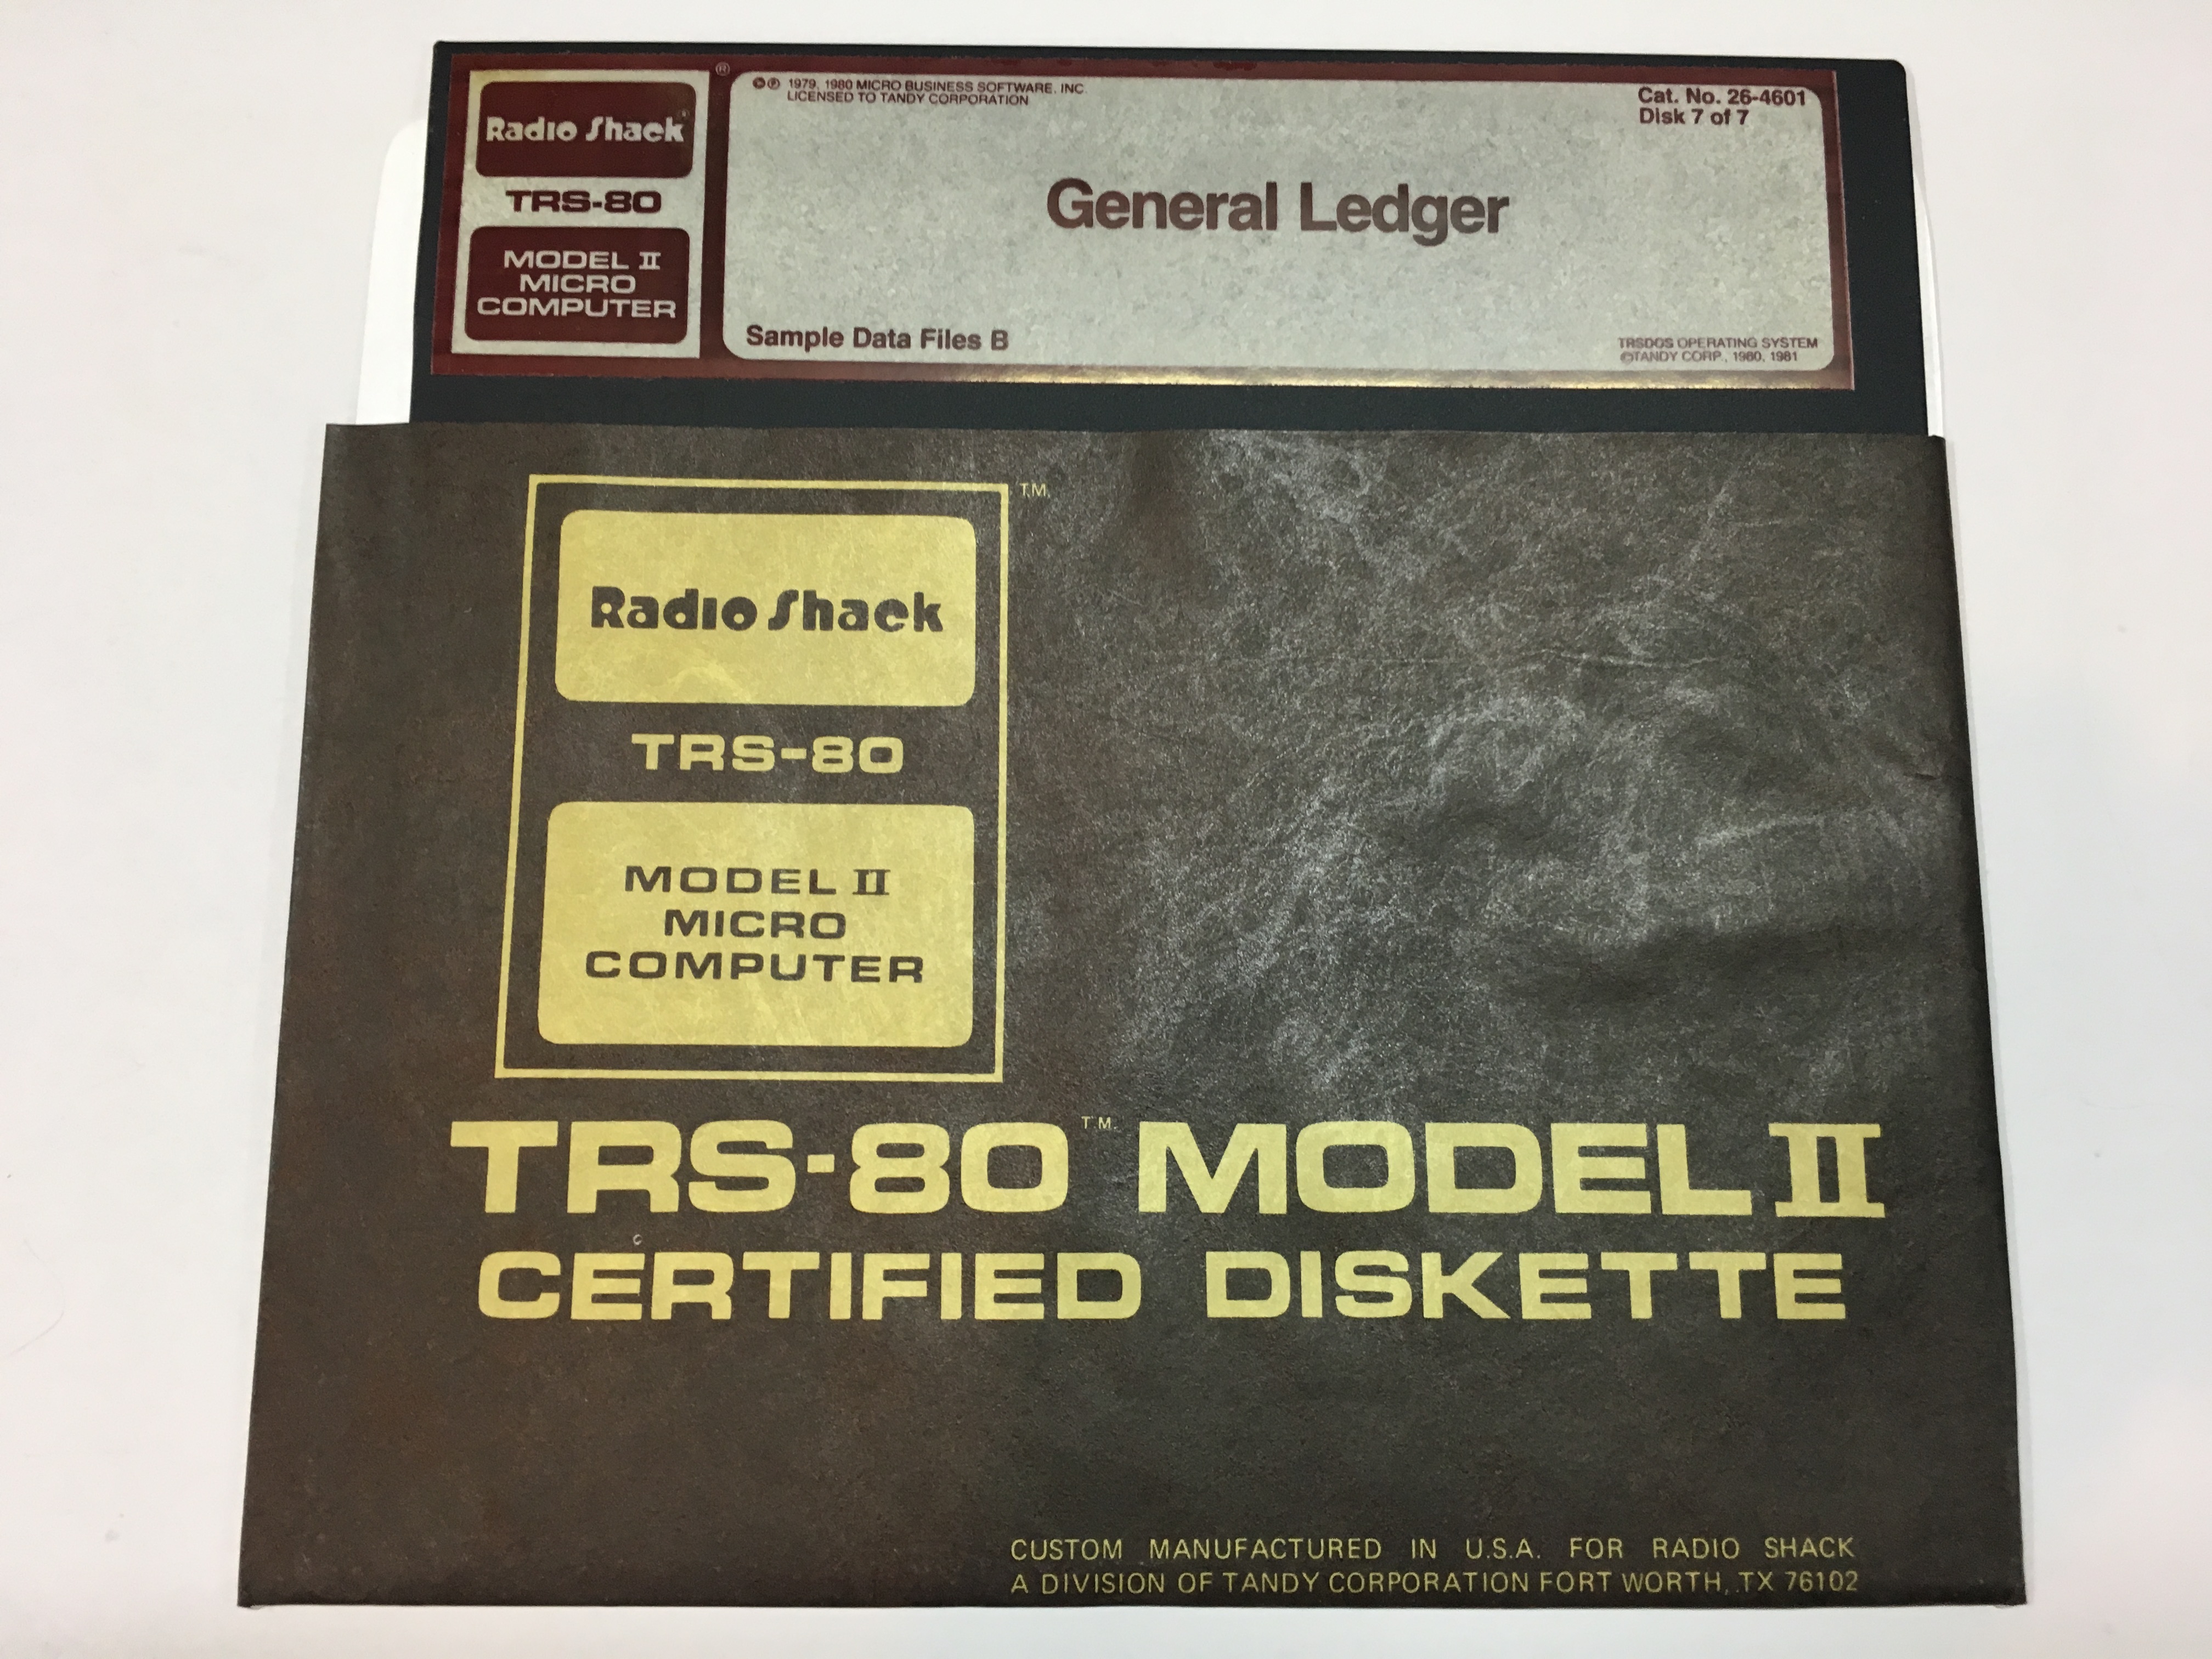 Radio Shack®
TRS-80
MODEL II
MICRO
COMPUTER
®
©℗ 1979, 1980 MICRO BUSINESS SOFTWARE, INC.
LICENSED TO TANDY CORPORATION
Cat. No. 26-4601
Disk 7 of 7
General Ledger
Sample Data Files B
TRSDOS OPERATING SYSTEM
©TANDY CORP., 1980, 1981
T.M.
Radio Shack
TRS-80
MODEL II
MICRO
COMPUTER
TRS-80 T.M. MODEL II
CERTIFIED DISKETTE
CUSTOM MANUFACTURED IN U.S.A. FOR RADIO SHACK
A DIVISION OF TANDY CORPORATION FORT WORTH, TX 76102